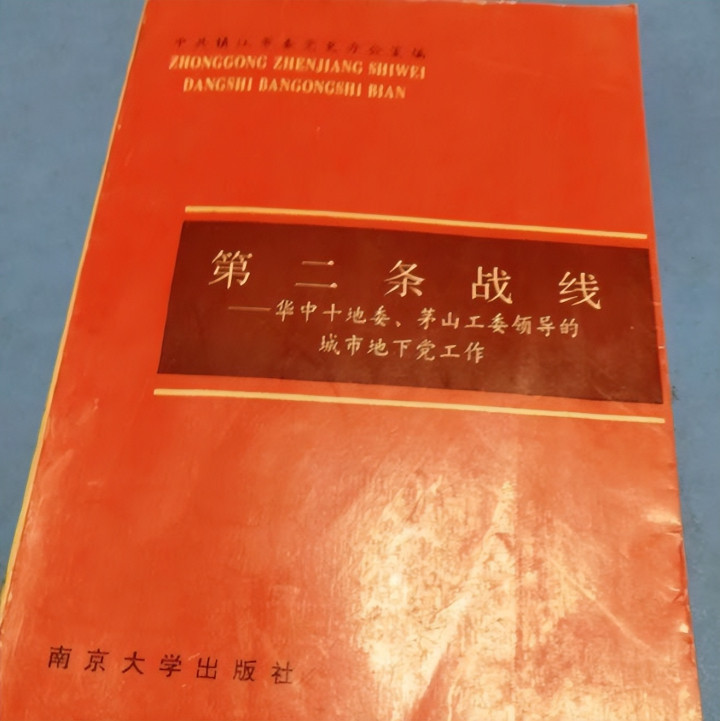 中共镇江市委党史办公室编
ZHONGGONG ZHENJIANG SHIWEI
DANGSHI BANGONGSHI BIAN
第二条战线
——华中十地委、茅山工委领导的
城市地下党工作
南京大学出版社